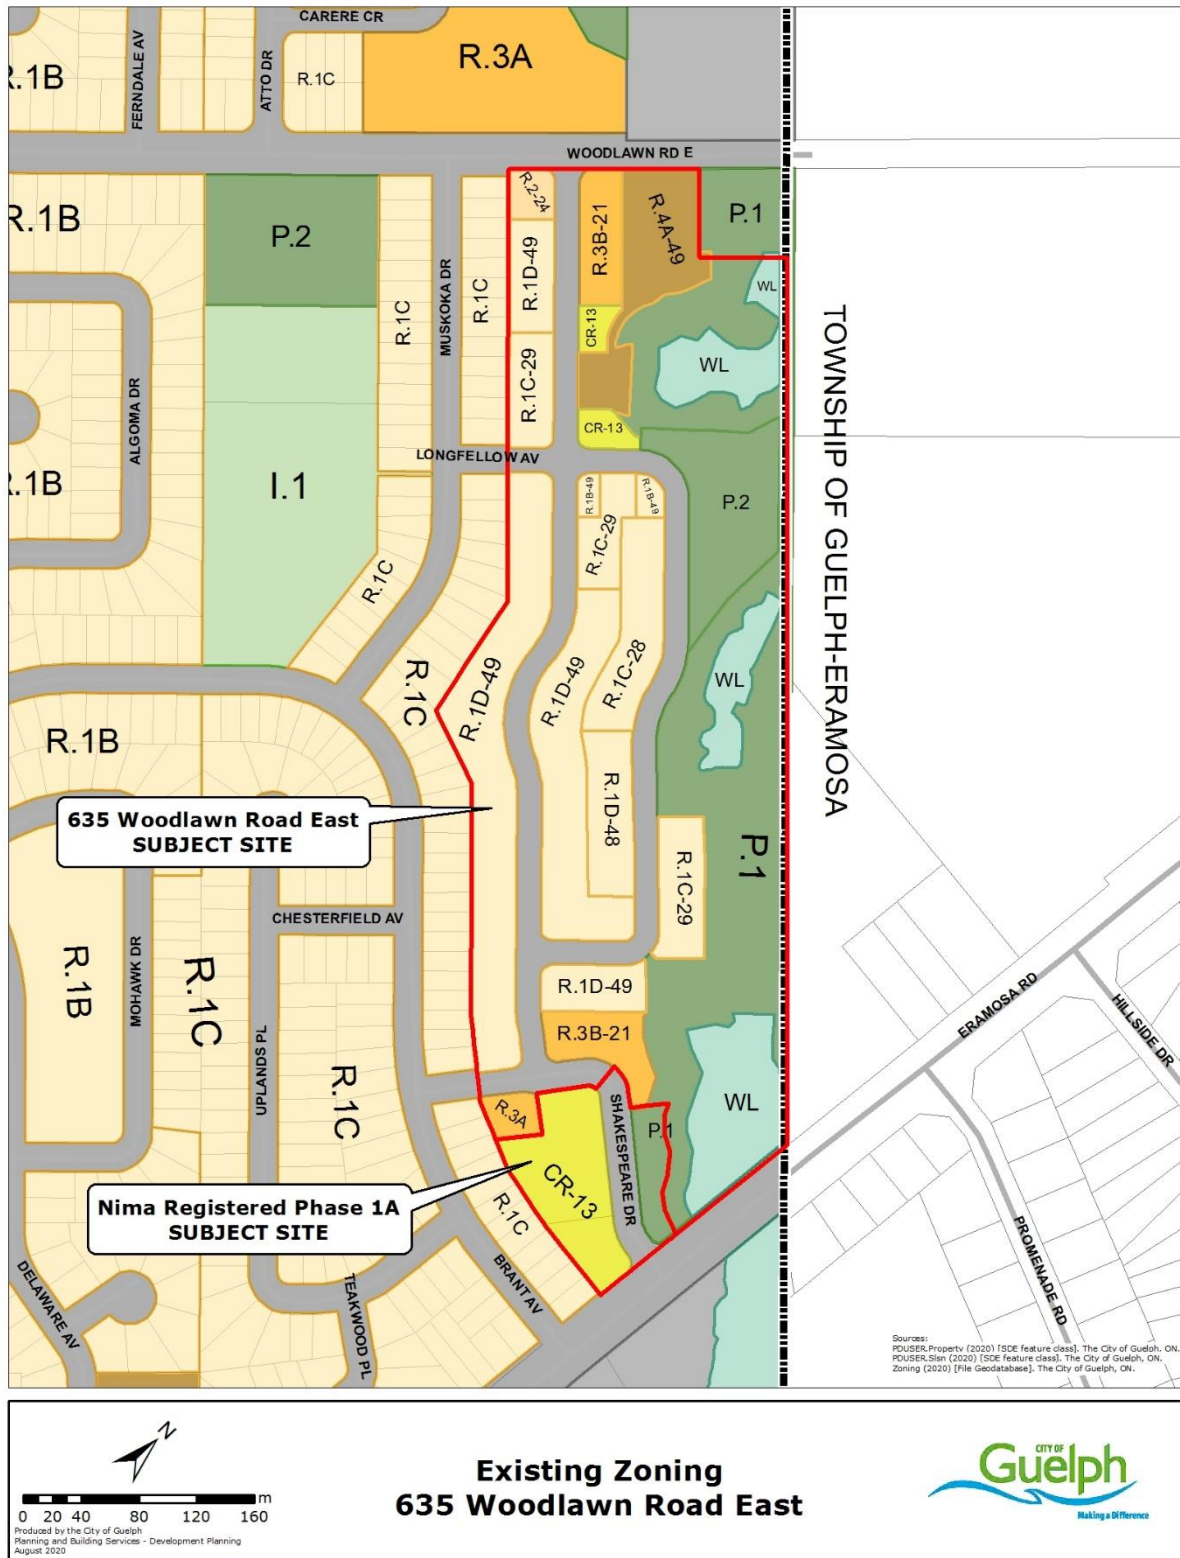 CARERE CR
FERNDALE AV
ATTO DR
R.1B
R.1C
R.3A
WOODLAWN RD E
R.1B
P.2
R.1C
MUSKOKA DR
R.1C
R.2-24
R.1D-49
R.1C-29
R.3B-21
R.4A-49
P.1
CR-13
WL
WL
CR-13
ALGOMA DR
R.1B
R.1B
I.1
LONGFELLOW AV
TOWNSHIP OF GUELPH-ERAMOSA
R.1B-49
R.1B-49
P.2
R.1C-29
R.1C
R.1C
R.1D-49
R.1D-49
R.1C-28
WL
R.1B
635 Woodlawn Road East
SUBJECT SITE
R.1D-48
R.1C-29
P.1
CHESTERFIELD AV
R.1B
MOHAWK DR
R.1C
UPLANDS PL
R.1C
R.1D-49
R.3B-21
ERAMOSA RD
HILLSIDE DR
R.3A
SHAKESPEARE DR
P.1
WL
CR-13
Nima Registered Phase 1A
SUBJECT SITE
R.1C
BRANT AV
TEAKWOOD PL
DELAWARE AV
PROMENADE RD
Sources:
PDUSER.Property (2020) [SDE feature class]. The City of Guelph, ON.
PDUSER.Slsn (2020) [SDE feature class]. The City of Guelph, ON.
Zoning (2020) [File Geodatabase]. The City of Guelph, ON.
N
m
0 20 40 80 120 160
Produced by the City of Guelph
Planning and Building Services - Development Planning
August 2020
Existing Zoning
635 Woodlawn Road East
CITY OF
Guelph
Making a Difference